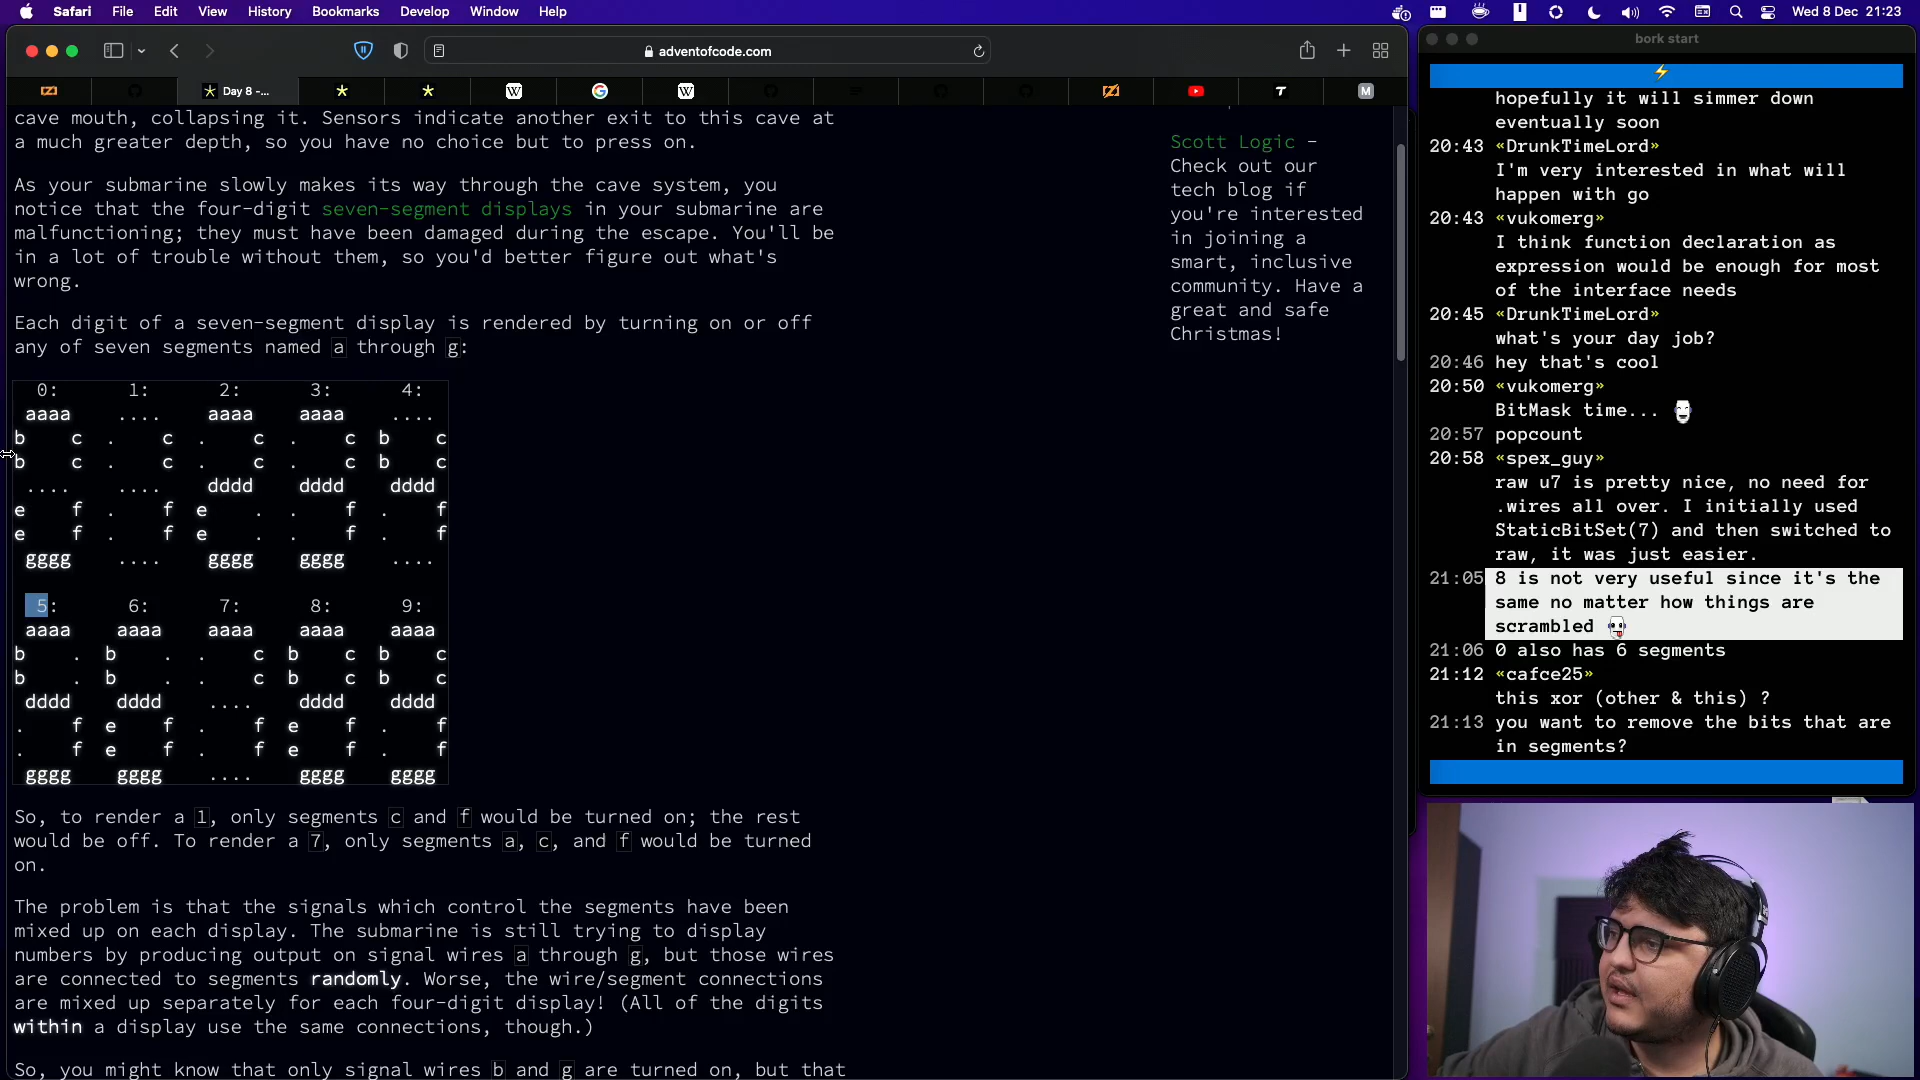 Safari File Edit View History Bookmarks Develop Window Help
Wed 8 Dec 21:23
adventofcode.com
Day 8 -...
cave mouth, collapsing it. Sensors indicate another exit to this cave at
a much greater depth, so you have no choice but to press on.
As your submarine slowly makes its way through the cave system, you
notice that the four-digit seven-segment displays in your submarine are
malfunctioning; they must have been damaged during the escape. You'll be
in a lot of trouble without them, so you'd better figure out what's
wrong.
Each digit of a seven-segment display is rendered by turning on or off
any of seven segments named a through g:
0: 1: 2: 3: 4:
aaaa .... aaaa aaaa ....
b c . c . c . c b c
b c . c . c . c b c
.... .... dddd dddd dddd
e f . f e . . f . f
e f . f e . . f . f
gggg .... gggg gggg ....
5: 6: 7: 8: 9:
aaaa aaaa aaaa aaaa aaaa
b . b . . c b c b c
b . b . . c b c b c
dddd dddd .... dddd dddd
. f e f . f e f . f
. f e f . f e f . f
gggg gggg .... gggg gggg
So, to render a 1, only segments c and f would be turned on; the rest
would be off. To render a 7, only segments a, c, and f would be turned
on.
The problem is that the signals which control the segments have been
mixed up on each display. The submarine is still trying to display
numbers by producing output on signal wires a through g, but those wires
are connected to segments randomly. Worse, the wire/segment connections
are mixed up separately for each four-digit display! (All of the digits
within a display use the same connections, though.)
So, you might know that only signal wires b and g are turned on, but that
Scott Logic -
Check out our
tech blog if
you're interested
in joining a
smart, inclusive
community. Have a
great and safe
Christmas!
bork start
hopefully it will simmer down
eventually soon
20:43 «DrunkTimeLord»
I'm very interested in what will
happen with go
20:43 «vukomerg»
I think function declaration as
expression would be enough for most
of the interface needs
20:45 «DrunkTimeLord»
what's your day job?
20:46 hey that's cool
20:50 «vukomerg»
BitMask time...
20:57 popcount
20:58 «spex_guy»
raw u7 is pretty nice, no need for
.wires all over. I initially used
StaticBitSet(7) and then switched to
raw, it was just easier.
21:05 8 is not very useful since it's the
same no matter how things are
scrambled
21:06 0 also has 6 segments
21:12 «cafce25»
this xor (other & this) ?
21:13 you want to remove the bits that are
in segments?